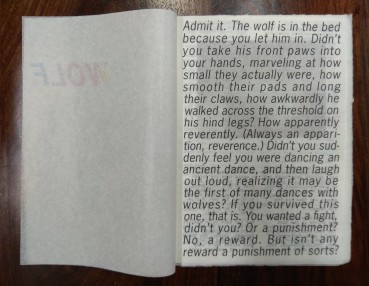 WOLF
Admit it. The wolf is in the bed
because you let him in. Didn't
you take his front paws into
your hands, marveling at how
small they actually were, how
smooth their pads and long
their claws, how awkwardly he
walked across the threshold on
his hind legs? How apparently
reverently. (Always an appari-
tion, reverence.) Didn't you sud-
denly feel you were dancing an
ancient dance, and then laugh
out loud, realizing it may be
the first of many dances with
wolves? If you survived this
one, that is. You wanted a fight,
didn't you? Or a punishment?
No, a reward. But isn't any
reward a punishment of sorts?